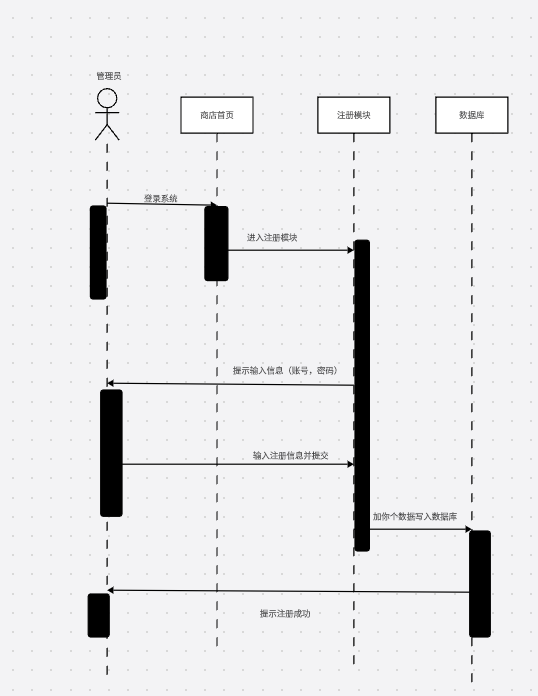 管理员
商店首页
注册模块
数据库
登录系统
进入注册模块
提示输入信息（账号，密码）
输入注册信息并提交
加你个数据写入数据库
提示注册成功